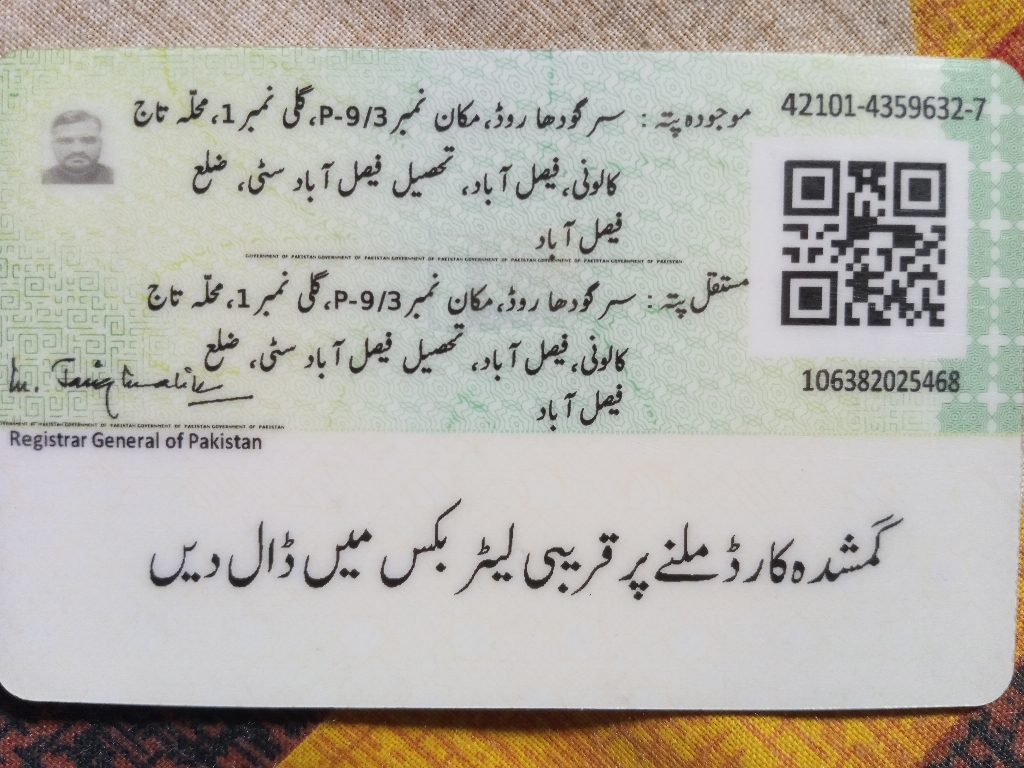 42101-4359632-7
موجودہ پتہ : سرگودھا روڈ، مکان نمبر P-9/3، گلی نمبر 1، محلّہ تاج
کالونی، فیصل آباد، تحصیل فیصل آباد سٹی، ضلع
فیصل آباد
مستقل پتہ : سرگودھا روڈ، مکان نمبر P-9/3، گلی نمبر 1، محلّہ تاج
کالونی، فیصل آباد، تحصیل فیصل آباد سٹی، ضلع
فیصل آباد
106382025468
Registrar General of Pakistan
گمشدہ کارڈ ملنے پر قریبی لیٹر بکس میں ڈال دیں